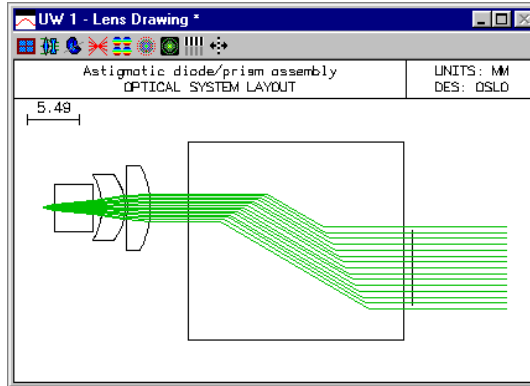 UW 1 - Lens Drawing *
Astigmatic diode/prism assembly
OPTICAL SYSTEM LAYOUT
UNITS: MM
DES: OSLO
5.49